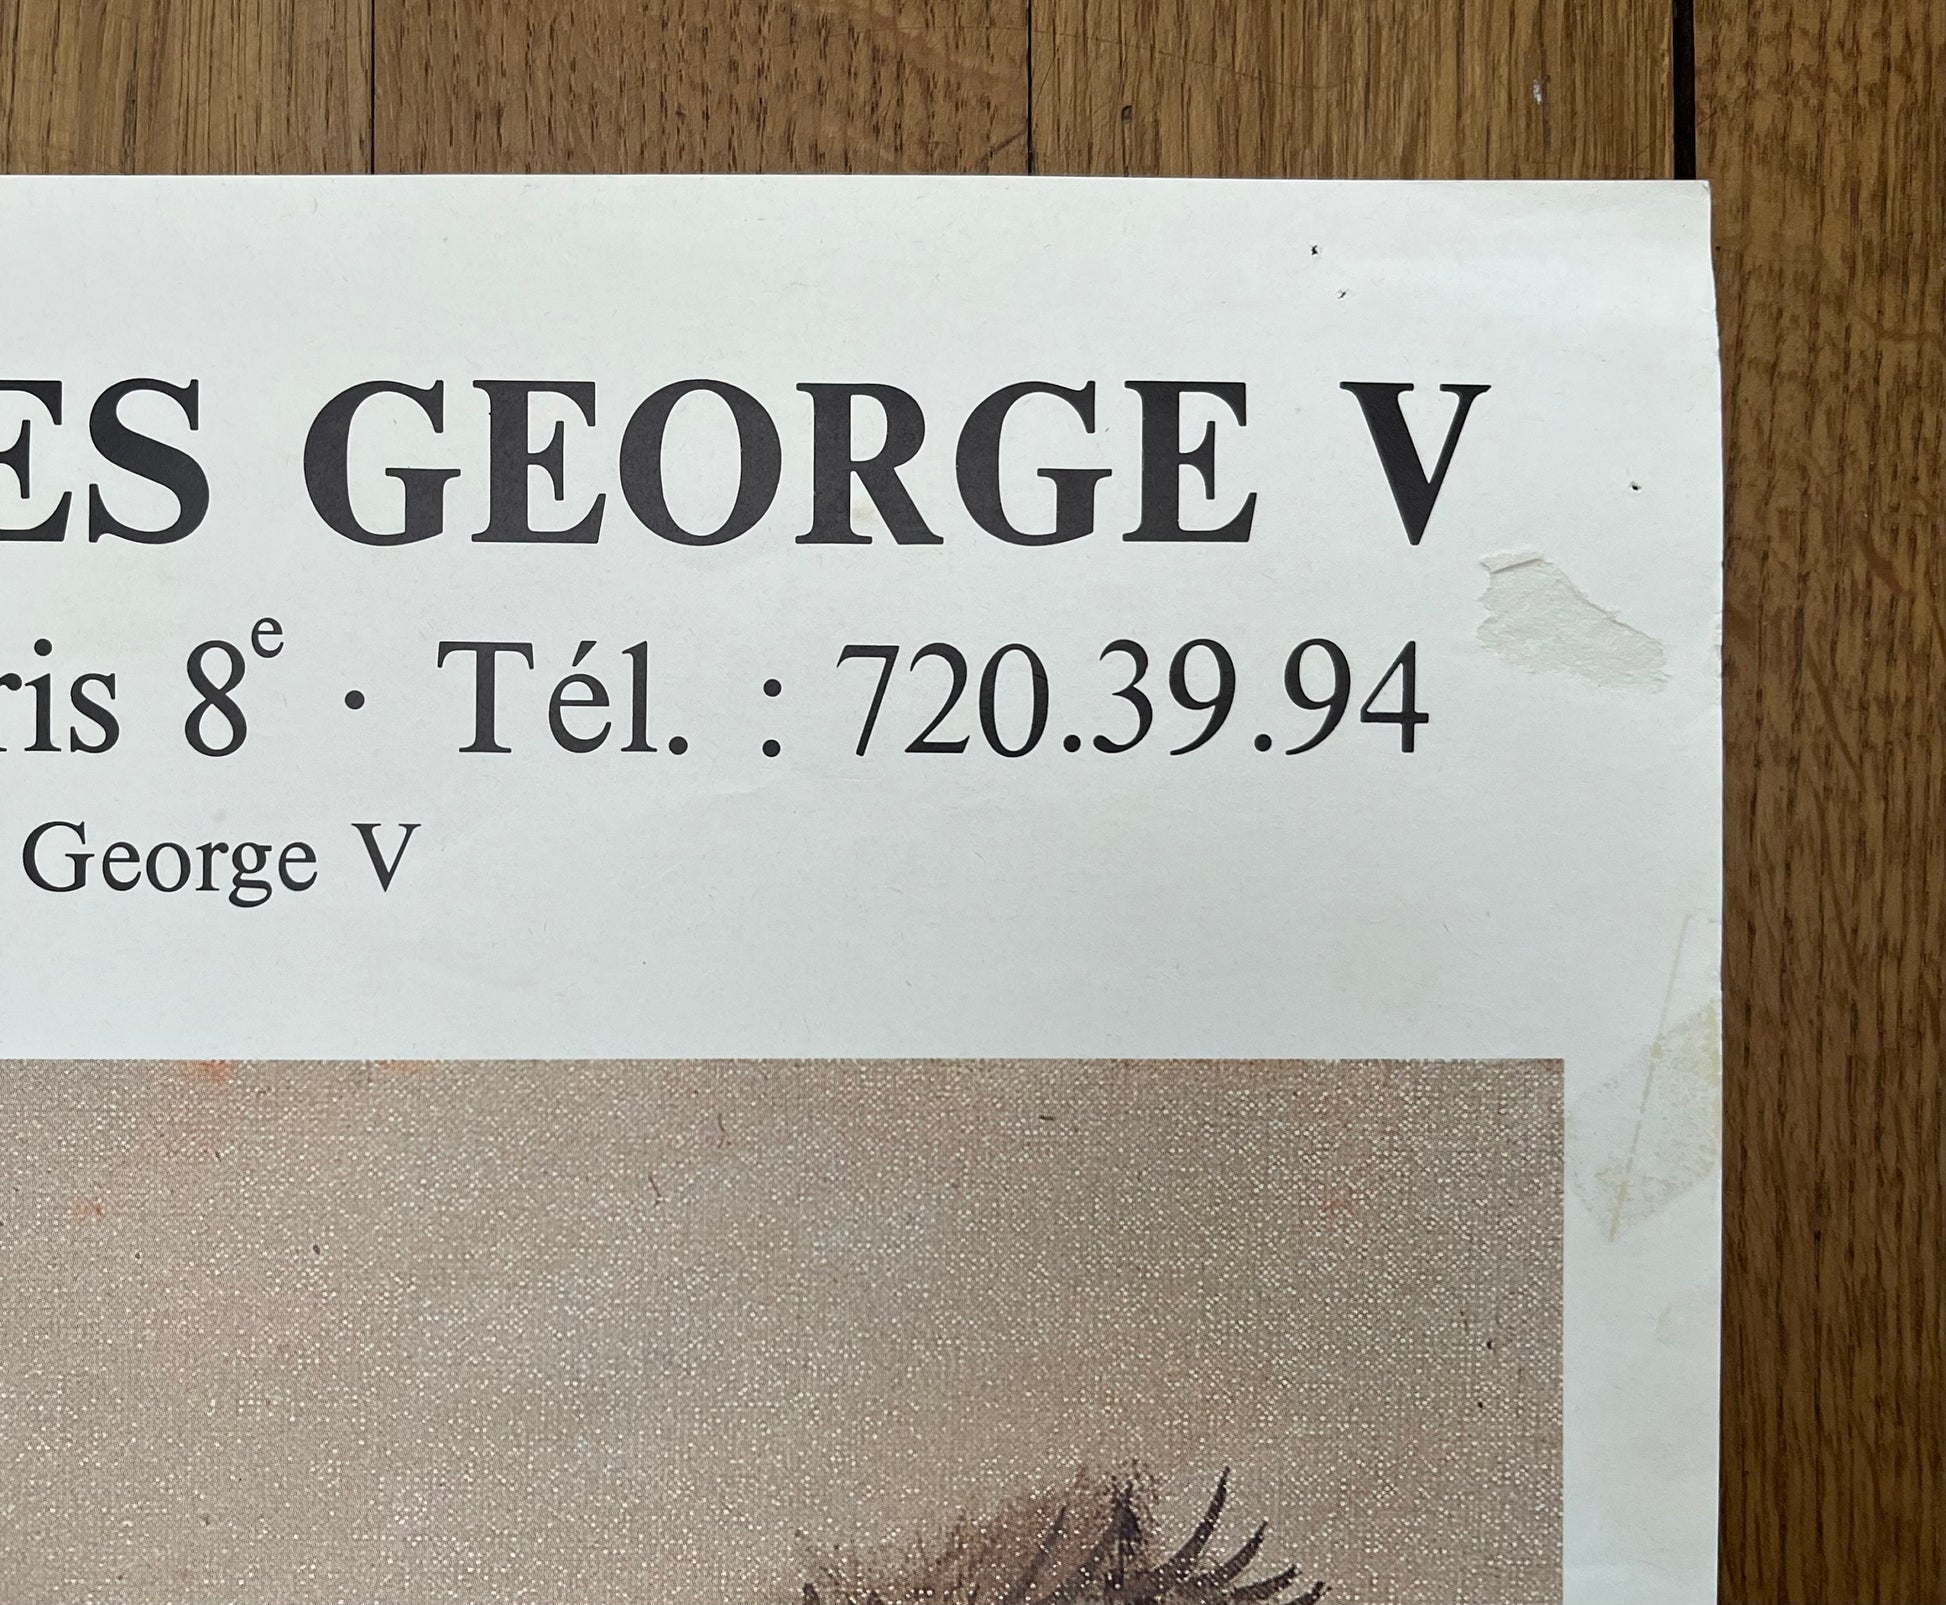 ES GEORGE V
ris 8e · Tél. : 720.39.94
George V